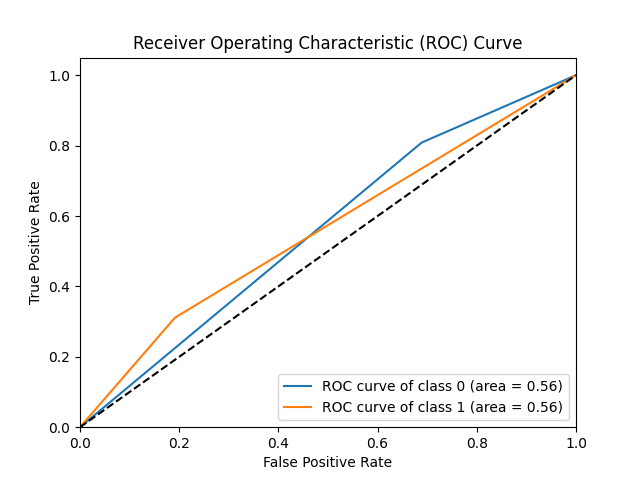 Receiver Operating Characteristic (ROC) Curve
1.0
0.8
0.6
0.4
0.2
0.0
True Positive Rate
ROC curve of class 0 (area = 0.56)
ROC curve of class 1 (area = 0.56)
0.0 0.2 0.4 0.6 0.8 1.0
False Positive Rate